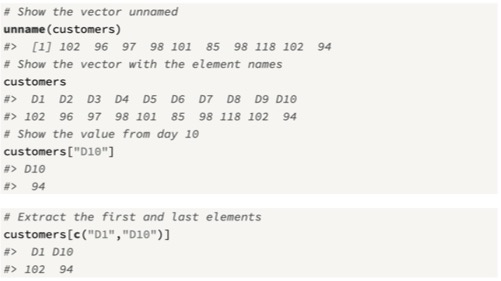 # Show the vector unnamed
unname(customers)
#>  [1] 102  96  97  98 101  85  98 118 102  94
# Show the vector with the element names
customers
#>  D1  D2  D3  D4  D5  D6  D7  D8  D9 D10
#> 102  96  97  98 101  85  98 118 102  94
# Show the value from day 10
customers["D10"]
#> D10
#>  94
# Extract the first and last elements
customers[c("D1","D10")]
#>  D1 D10
#> 102  94